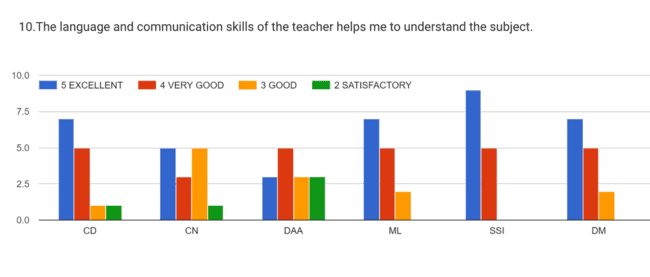 10.The language and communication skills of the teacher helps me to understand the subject.
10.0
5 EXCELLENT 4 VERY GOOD 3 GOOD 2 SATISFACTORY
7.5
5.0
2.5
0.0
CD CN DAA ML SSI DM